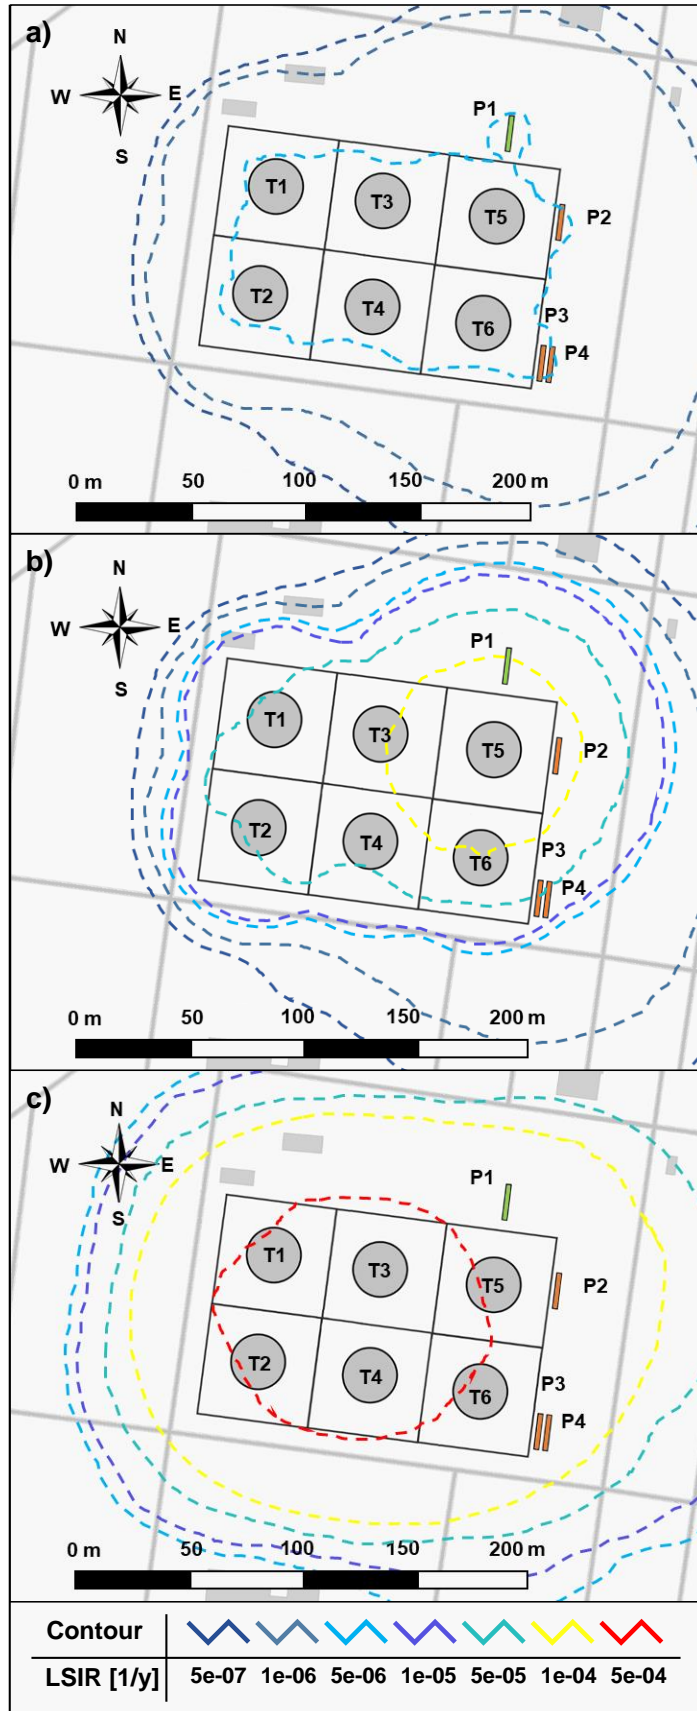 a)
N
W E
S
P1
T1 T3 T5
P2
T2 T4 T6
P3
P4
0 m 50 100 150 200 m
b)
N
W E
S
P1
T1 T3 T5
P2
T2 T4 T6
P3
P4
0 m 50 100 150 200 m
c)
N
W E
S
P1
T1 T3 T5
P2
T2 T4 T6
P3
P4
0 m 50 100 150 200 m
Contour
LSIR [1/y] 5e-07 1e-06 5e-06 1e-05 5e-05 1e-04 5e-04